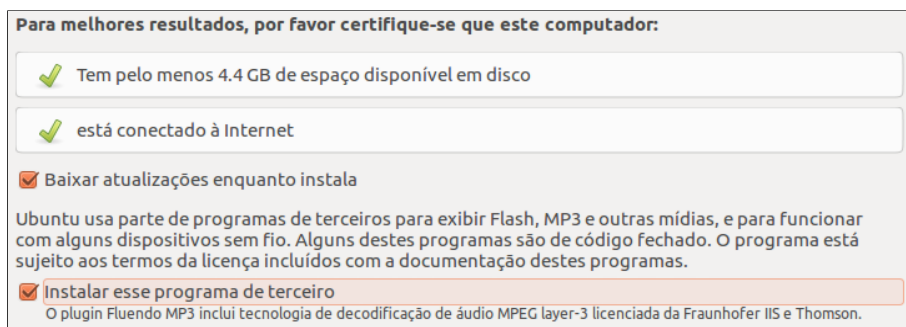 Para melhores resultados, por favor certifique-se que este computador:
Tem pelo menos 4.4 GB de espaço disponível em disco
está conectado à Internet
Baixar atualizações enquanto instala
Ubuntu usa parte de programas de terceiros para exibir Flash, MP3 e outras mídias, e para funcionar
com alguns dispositivos sem fio. Alguns destes programas são de código fechado. O programa está
sujeito aos termos da licença incluídos com a documentação destes programas.
Instalar esse programa de terceiro
O plugin Fluendo MP3 inclui tecnologia de decodificação de áudio MPEG layer-3 licenciada da Fraunhofer IIS e Thomson.